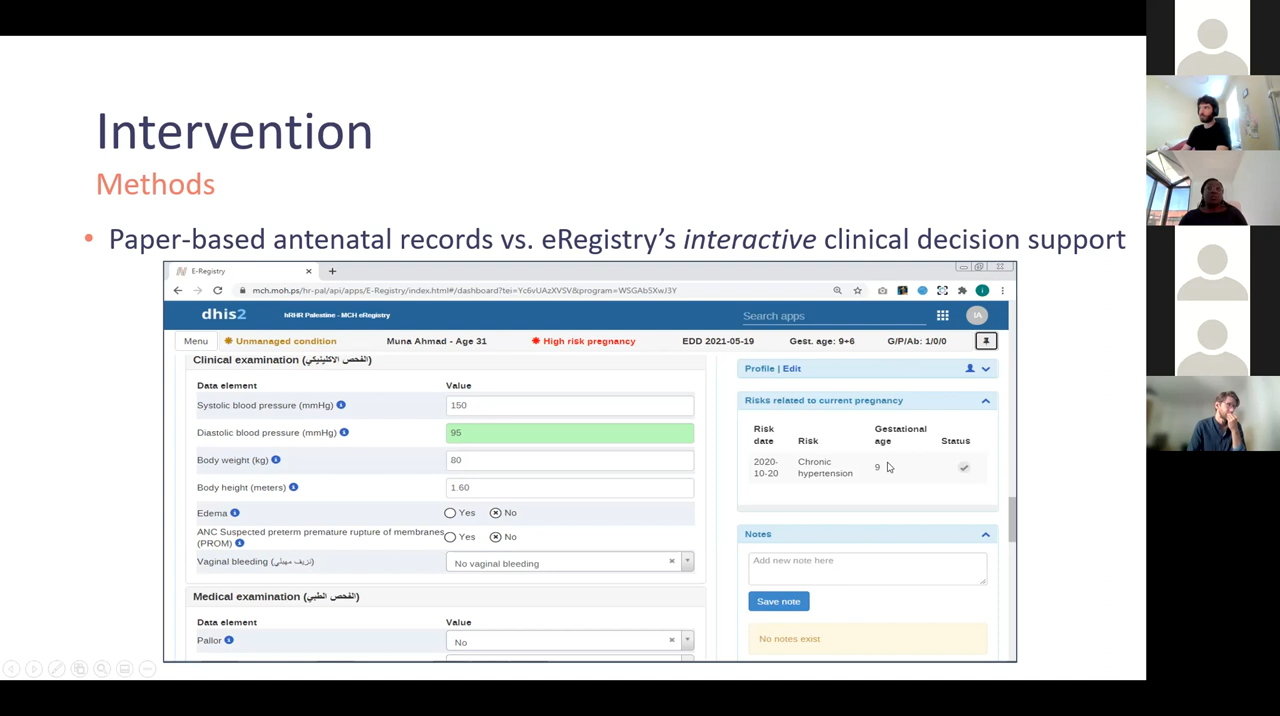 Intervention
Methods
• Paper-based antenatal records vs. eRegistry's interactive clinical decision support
E-Registry
mch.moh.ps/hr-pal/api/apps/E-Registry/index.html#/dashboard?tei=Yc6vUAzXVSV&program=WSGAb5XwJ3Y
dhis2 hRHR Palestine - MCH eRegistry Search apps IA
Menu Unmanaged condition Muna Ahmad - Age 31 High risk pregnancy EDD 2021-05-19 Gest. age: 9+6 G/P/Ab: 1/0/0
Clinical examination (الفحص الاكلينيكي)
Data element Value
Systolic blood pressure (mmHg) 150
Diastolic blood pressure (mmHg) 95
Body weight (kg) 80
Body height (meters) 1.60
Edema Yes No
ANC Suspected preterm premature rupture of membranes
(PROM) Yes No
Vaginal bleeding (نزيف مهبلي) No vaginal bleeding
Medical examination (الفحص الطبي)
Data element Value
Pallor No
Profile | Edit
Risks related to current pregnancy
Risk date Risk Gestational age Status
2020-10-20 Chronic hypertension 9
Notes
Add new note here
Save note
No notes exist